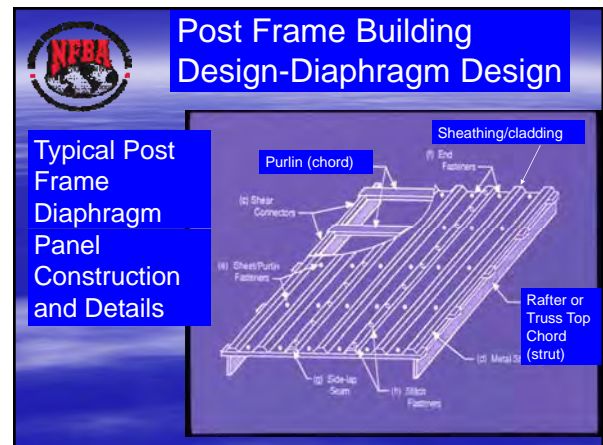 NFBA
Post Frame Building
Design-Diaphragm Design
Typical Post
Frame
Diaphragm
Panel
Construction
and Details
Sheathing/cladding
Purlin (chord)
(f) End
Fasteners
(c) Shear
Connectors
(e) Sheet/Purlin
Fasteners
Rafter or
Truss Top
Chord
(strut)
(d) Metal
(g) Side-lap
Seam
(h) Stitch
Fasteners